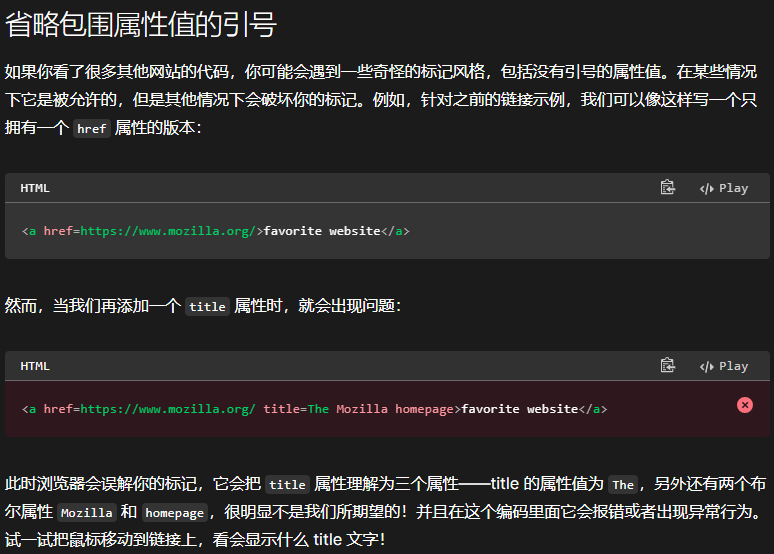 省略包围属性值的引号
如果你看了很多其他网站的代码，你可能会遇到一些奇怪的标记风格，包括没有引号的属性值。在某些情况
下它是被允许的，但是其他情况下会破坏你的标记。例如，针对之前的链接示例，我们可以像这样写一个只
拥有一个 href 属性的版本：
HTML
Play
<a href=https://www.mozilla.org/>favorite website</a>
然而，当我们再添加一个 title 属性时，就会出现问题：
HTML
Play
<a href=https://www.mozilla.org/ title=The Mozilla homepage>favorite website</a>
此时浏览器会误解你的标记，它会把 title 属性理解为三个属性——title 的属性值为 The，另外还有两个布
尔属性 Mozilla 和 homepage，很明显不是我们所期望的！并且在这个编码里面它会报错或者出现异常行为。
试一试把鼠标移动到链接上，看会显示什么 title 文字！